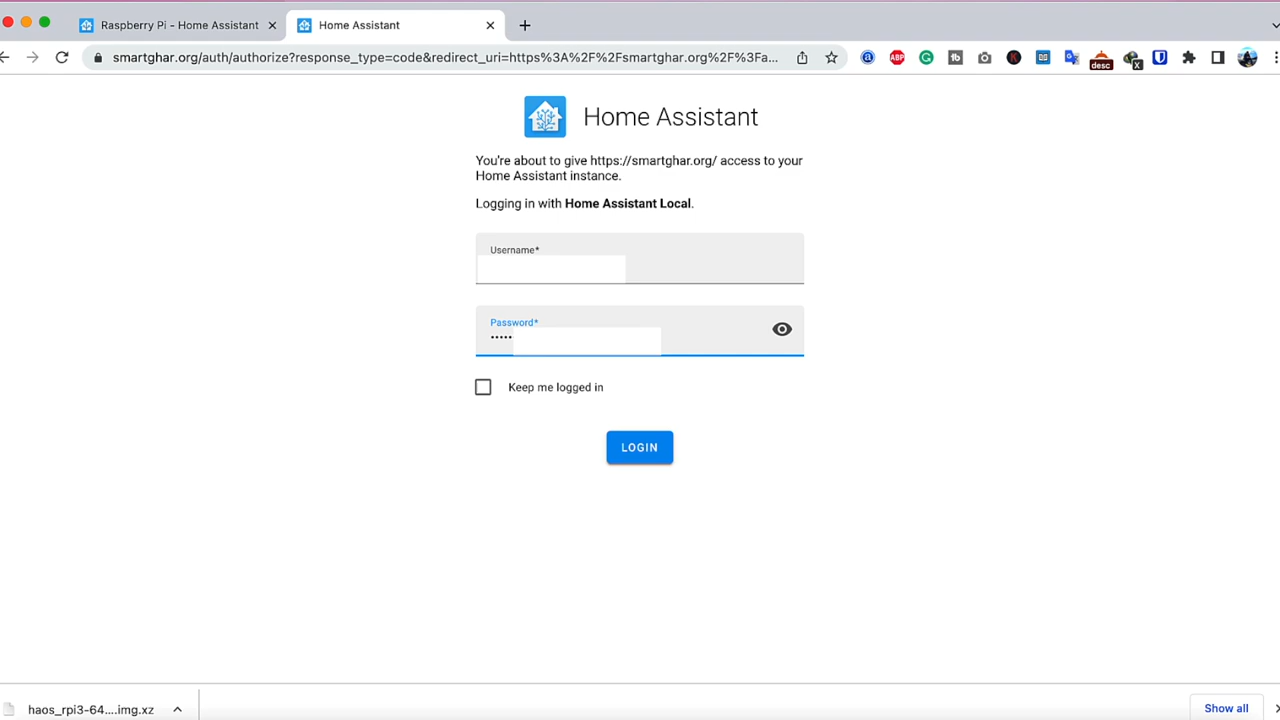 Raspberry Pi - Home Assistant
Home Assistant
smartghar.org/auth/authorize?response_type=code&redirect_uri=https%3A%2F%2Fsmartghar.org%2F%3Fa...
ABP
desc
Home Assistant
You're about to give https://smartghar.org/ access to your
Home Assistant instance.
Logging in with Home Assistant Local.
Username*
Password*
•••••
Keep me logged in
LOGIN
haos_rpi3-64....img.xz
Show all